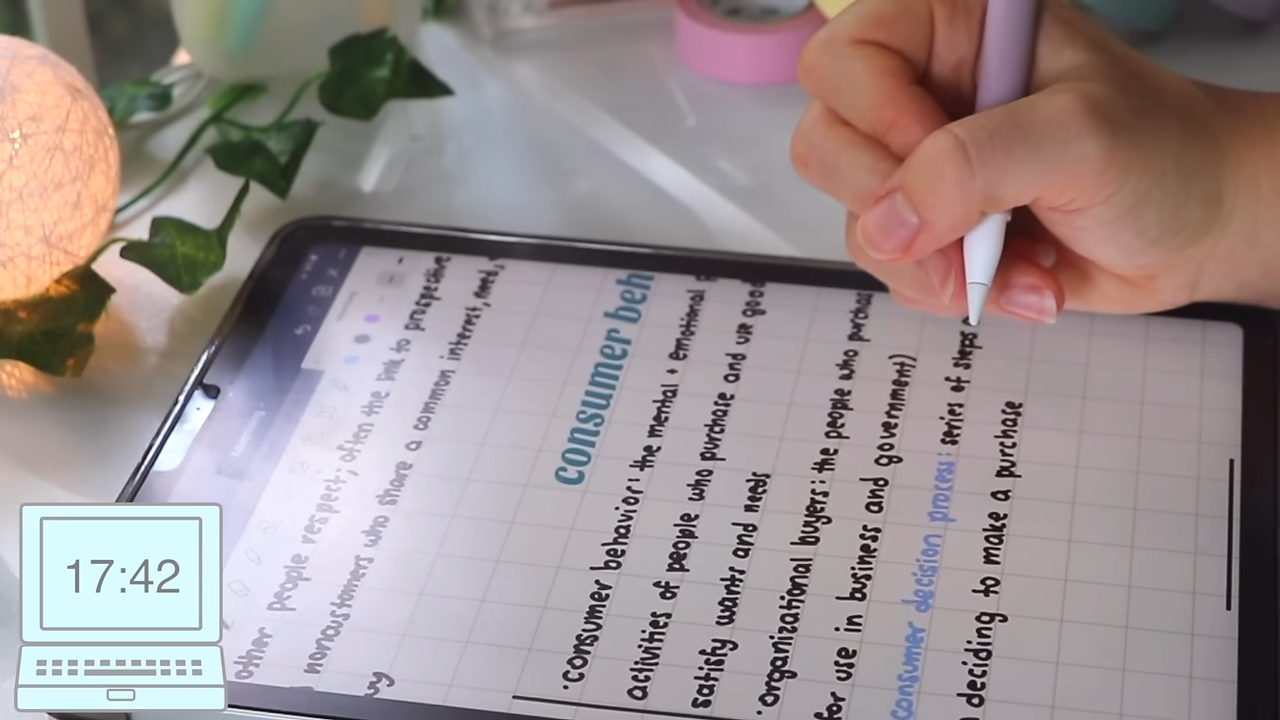 other people respect; often the link to prospective
noncustomers who share a common interest, need,
consumer beh
·consumer behavior: the mental + emotional
activities of people who purchase and use good
satisfy wants and needs
·organizational buyers: the people who purchas
for use in business and government)
consumer decision process: series of steps
deciding to make a purchase
17:42